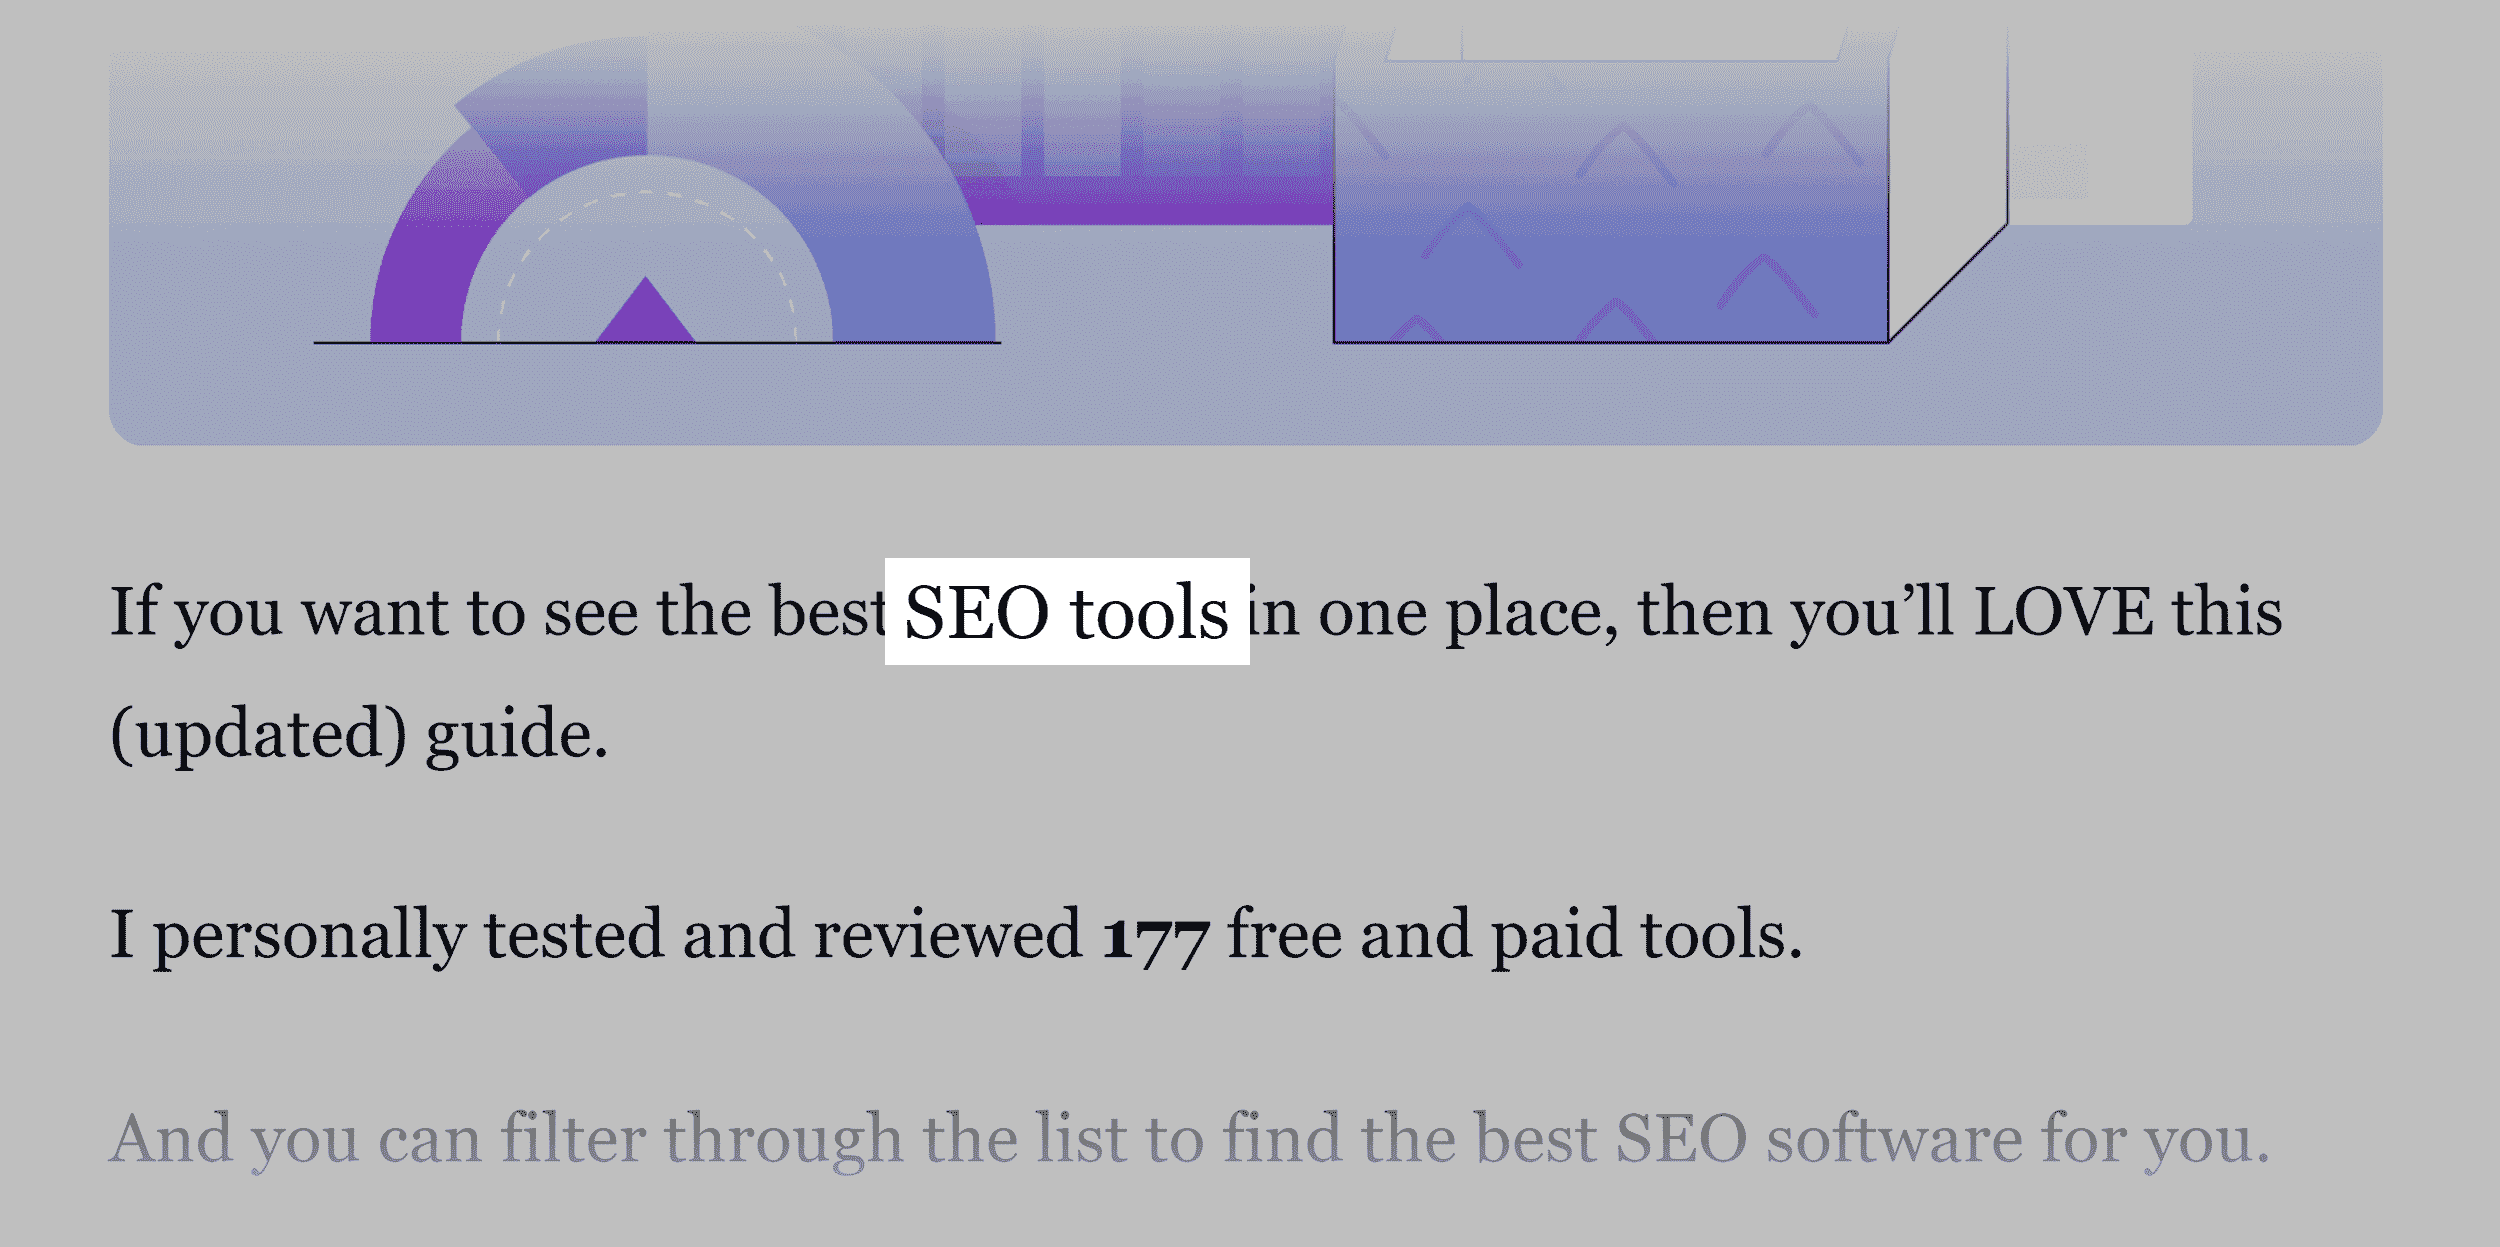 If you want to see the best SEO tools in one place, then you’ll LOVE this
(updated) guide.
I personally tested and reviewed 177 free and paid tools.
And you can filter through the list to find the best SEO software for you.